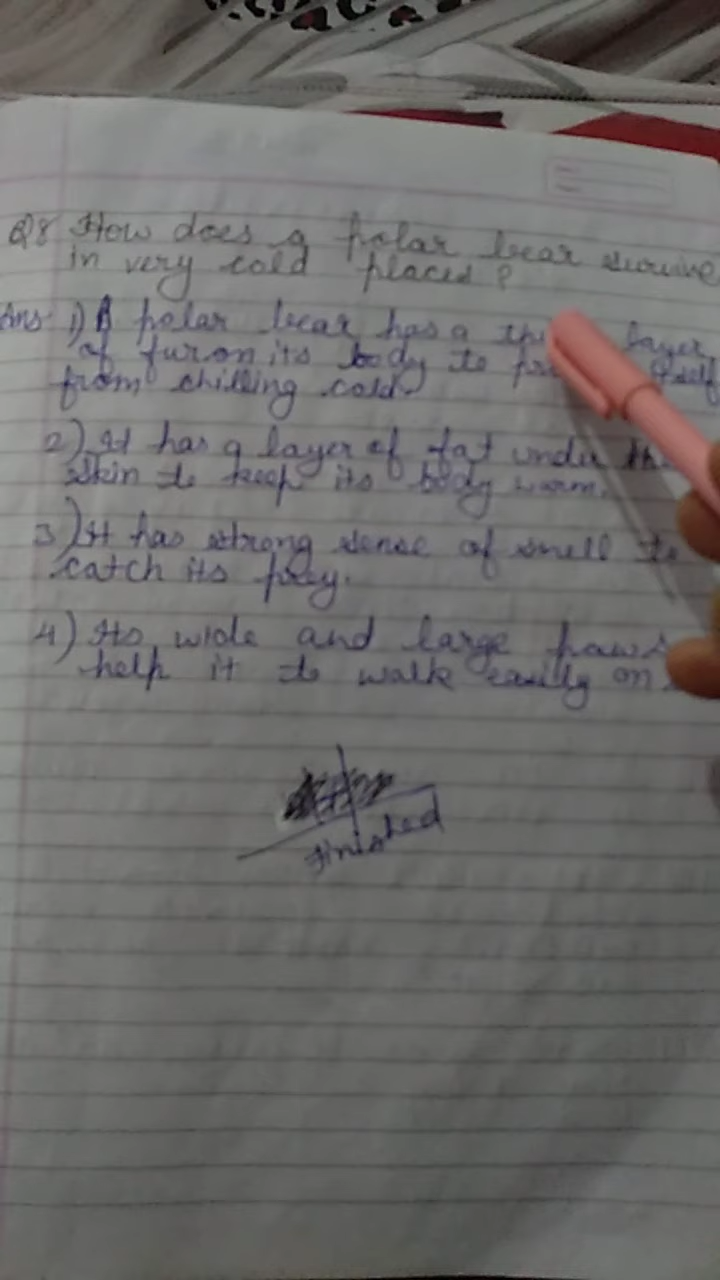 Q8 How does a polar bear survive
in very cold places?
Ans 1) A polar bear has a layer
of fur on its body to
from chilling cold.
2) It has a layer of fat under
skin to keep its body warm.
3) It has strong sense of smell to
catch its prey.
4) Its wide and large paws
help it to walk easily on
Finished